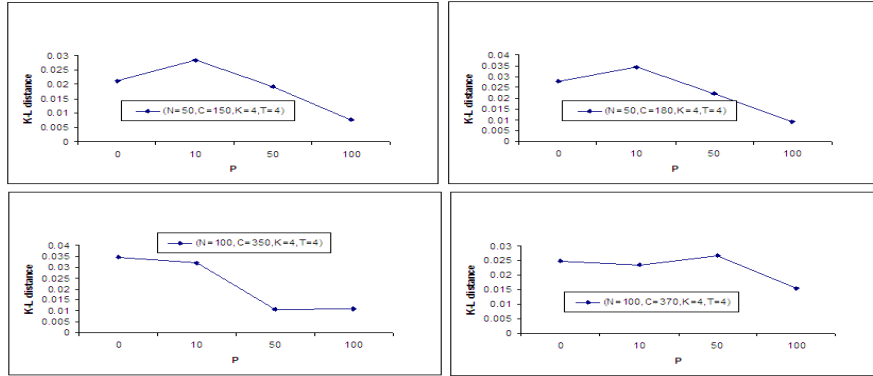 0.03
0.025
0.02
0.015
0.01
0.005
0
K-L distance
(N=50,C=150,K=4,T=4)
0 10 50 100
P
0.04
0.035
0.03
0.025
0.02
0.015
0.01
0.005
0
K-L distance
(N=50,C=180,K=4,T=4)
0 10 50 100
P
0.04
0.035
0.03
0.025
0.02
0.015
0.01
0.005
0
K-L distance
(N=100,C=350,K=4,T=4)
0 10 50 100
P
0.03
0.025
0.02
0.015
0.01
0.005
0
K-L distance
(N=100,C=370,K=4,T=4)
0 10 50 100
P